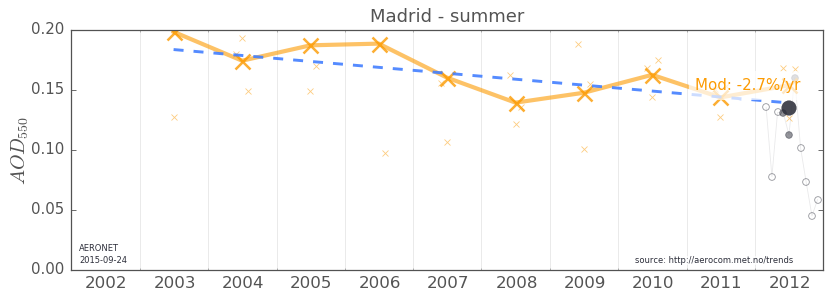 Madrid - summer
0.20
0.15
0.10
0.05
0.00
AOD550
Mod: -2.7%/yr
AERONET
2015-09-24
source: http://aerocom.met.no/trends
2002 2003 2004 2005 2006 2007 2008 2009 2010 2011 2012